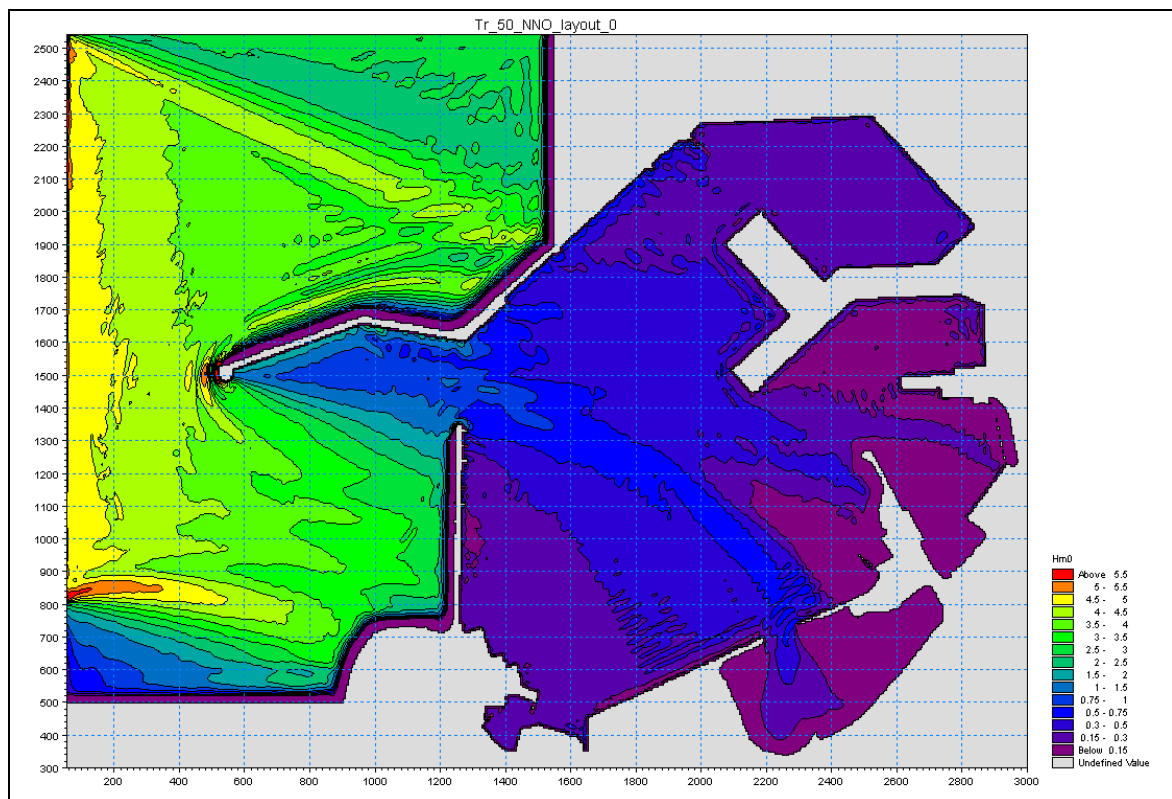 Tr_50_NNO_layout_0
2500
2400
2300
2200
2100
2000
1900
1800
1700
1600
1500
1400
1300
1200
1100
1000
900
800
700
600
500
400
300
200 400 600 800 1000 1200 1400 1600 1800 2000 2200 2400 2600 2800 3000
Hm0
Above 5.5
5 - 5.5
4.5 - 5
4 - 4.5
3.5 - 4
3 - 3.5
2.5 - 3
2 - 2.5
1.5 - 2
1 - 1.5
0.75 - 1
0.5 - 0.75
0.3 - 0.5
0.15 - 0.3
Below 0.15
Undefined Value